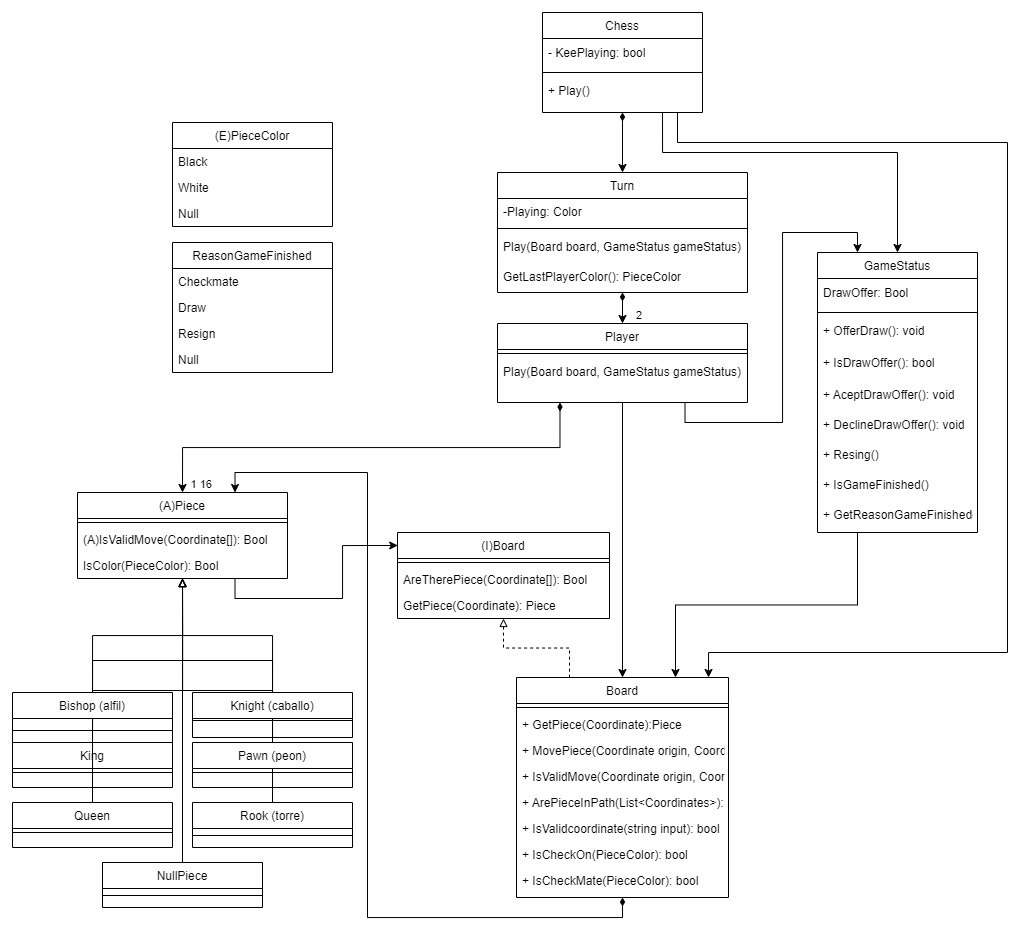 Chess
- KeePlaying: bool
+ Play()
(E)PieceColor
Black
White
Null
ReasonGameFinished
Checkmate
Draw
Resign
Null
Turn
-Playing: Color
Play(Board board, GameStatus gameStatus)
GetLastPlayerColor(): PieceColor
2
Player
Play(Board board, GameStatus gameStatus)
GameStatus
DrawOffer: Bool
+ OfferDraw(): void
+ IsDrawOffer(): bool
+ AceptDrawOffer(): void
+ DeclineDrawOffer(): void
+ Resing()
+ IsGameFinished()
+ GetReasonGameFinished
1 16
(A)Piece
(A)IsValidMove(Coordinate[]): Bool
IsColor(PieceColor): Bool
(I)Board
AreTherePiece(Coordinate[]): Bool
GetPiece(Coordinate): Piece
Bishop (alfil)
Knight (caballo)
King
Pawn (peon)
Queen
Rook (torre)
NullPiece
Board
+ GetPiece(Coordinate):Piece
+ MovePiece(Coordinate origin, Coorc
+ IsValidMove(Coordinate origin, Coor
+ ArePieceInPath(List<Coordinates>):
+ IsValidcoordinate(string input): bool
+ IsCheckOn(PieceColor): bool
+ IsCheckMate(PieceColor): bool